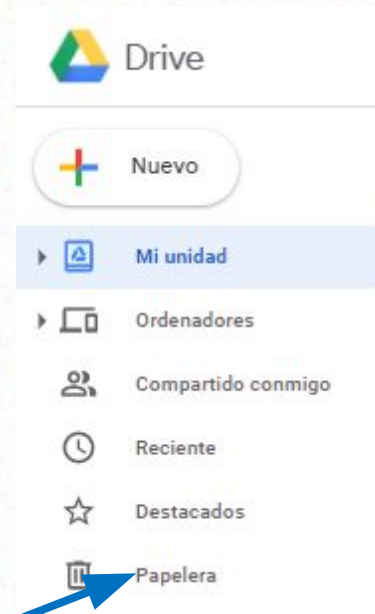 Drive
Nuevo
Mi unidad
Ordenadores
Compartido conmigo
Reciente
Destacados
Papelera